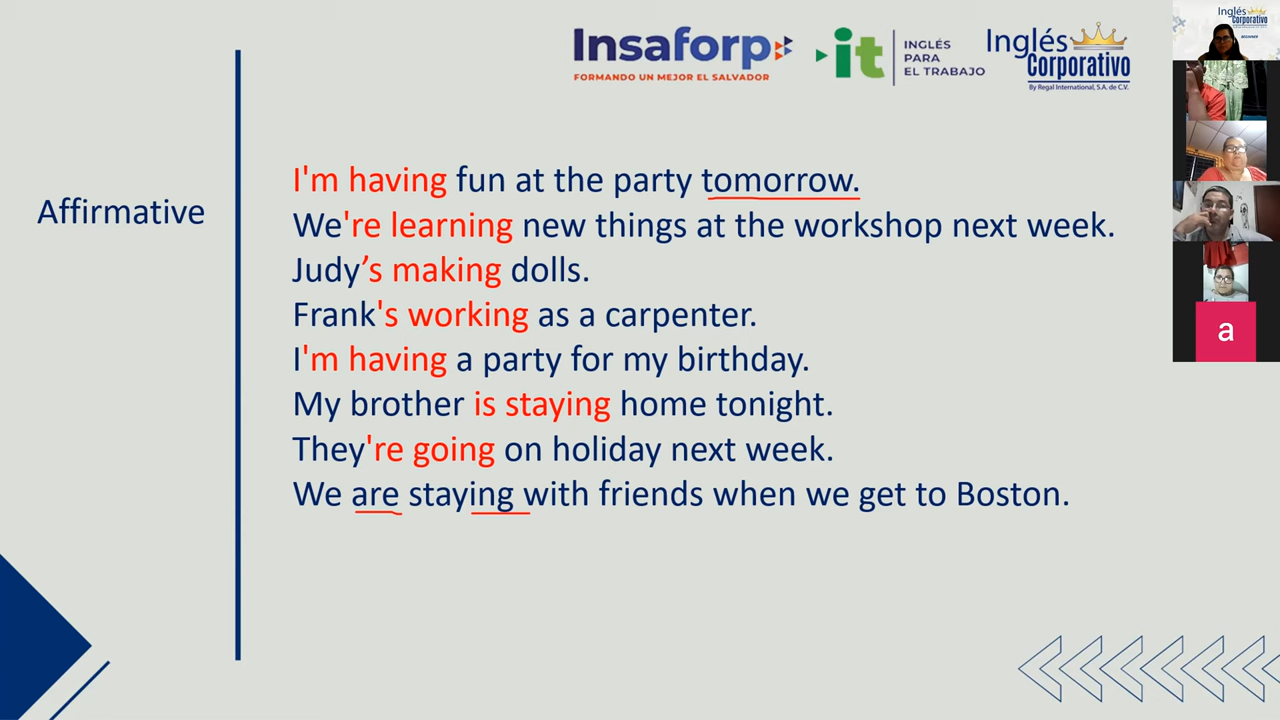 Insaforp
FORMANDO UN MEJOR EL SALVADOR
it
INGLÉS
PARA
EL TRABAJO
Inglés
Corporativo
By Regal International, S.A. de C.V.
Inglés
Corporativo
Affirmative
I'm having fun at the party tomorrow.
We're learning new things at the workshop next week.
Judy’s making dolls.
Frank's working as a carpenter.
I'm having a party for my birthday.
My brother is staying home tonight.
They're going on holiday next week.
We are staying with friends when we get to Boston.
a